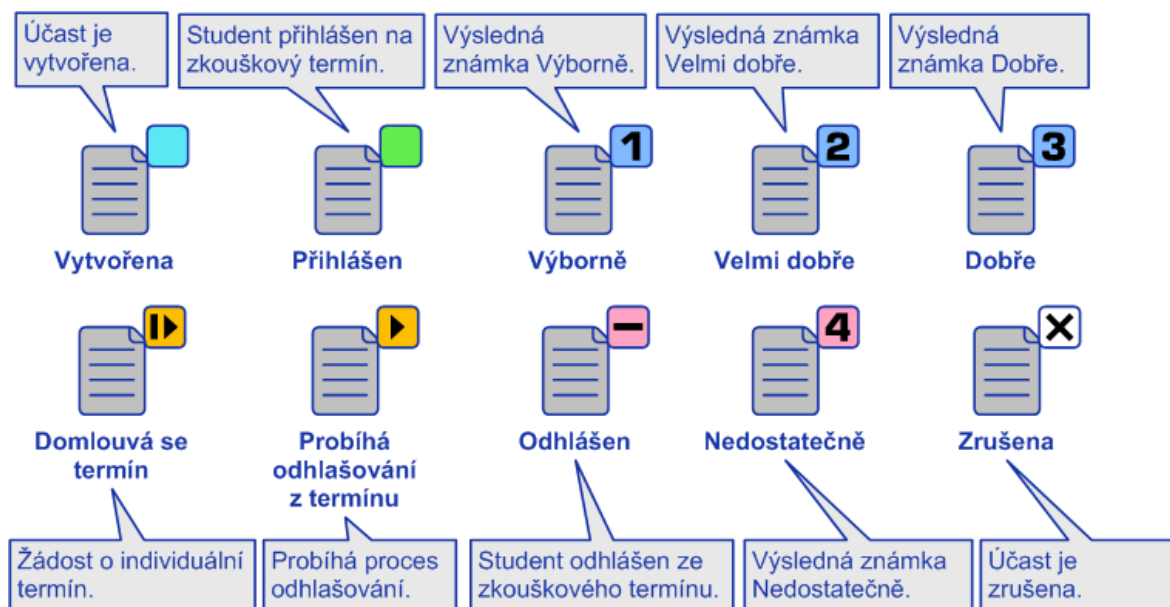 Účast je
vytvořena.
Student přihlášen na
zkouškový termín.
Výsledná
známka Výborně.
Výsledná známka
Velmi dobře.
Výsledná
známka Dobře.
1
2
3
Vytvořena
Přihlášen
Výborně
Velmi dobře
Dobře
4
Domlouvá se
termín
Probíhá
odhlašování
z termínu
Odhlášen
Nedostatečně
Zrušena
Žádost o individuální
termín.
Probíhá proces
odhlašování.
Student odhlášen ze
zkouškového termínu.
Výsledná známka
Nedostatečně.
Účast je
zrušena.